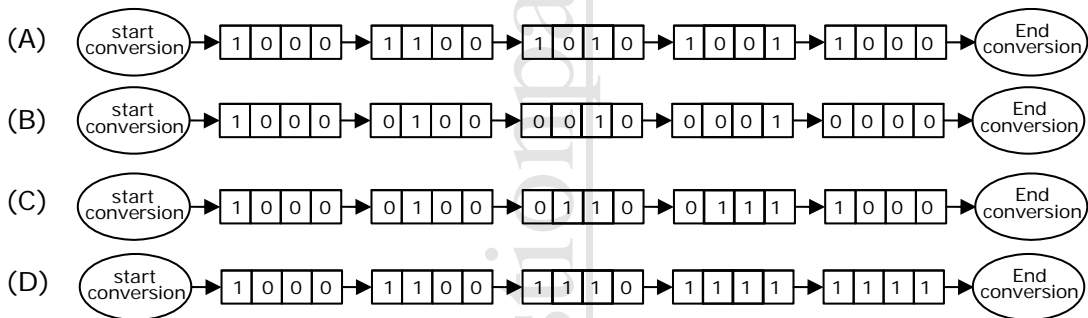 (A) start conversion 1 0 0 0 1 1 0 0 1 0 1 0 1 0 0 1 1 0 0 0 End conversion
(B) start conversion 1 0 0 0 0 1 0 0 0 0 1 0 0 0 0 1 0 0 0 0 End conversion
(C) start conversion 1 0 0 0 0 1 0 0 0 1 1 0 0 1 1 1 1 0 0 0 End conversion
(D) start conversion 1 0 0 0 1 1 0 0 1 1 1 0 1 1 1 1 1 1 1 1 End conversion
stionpa